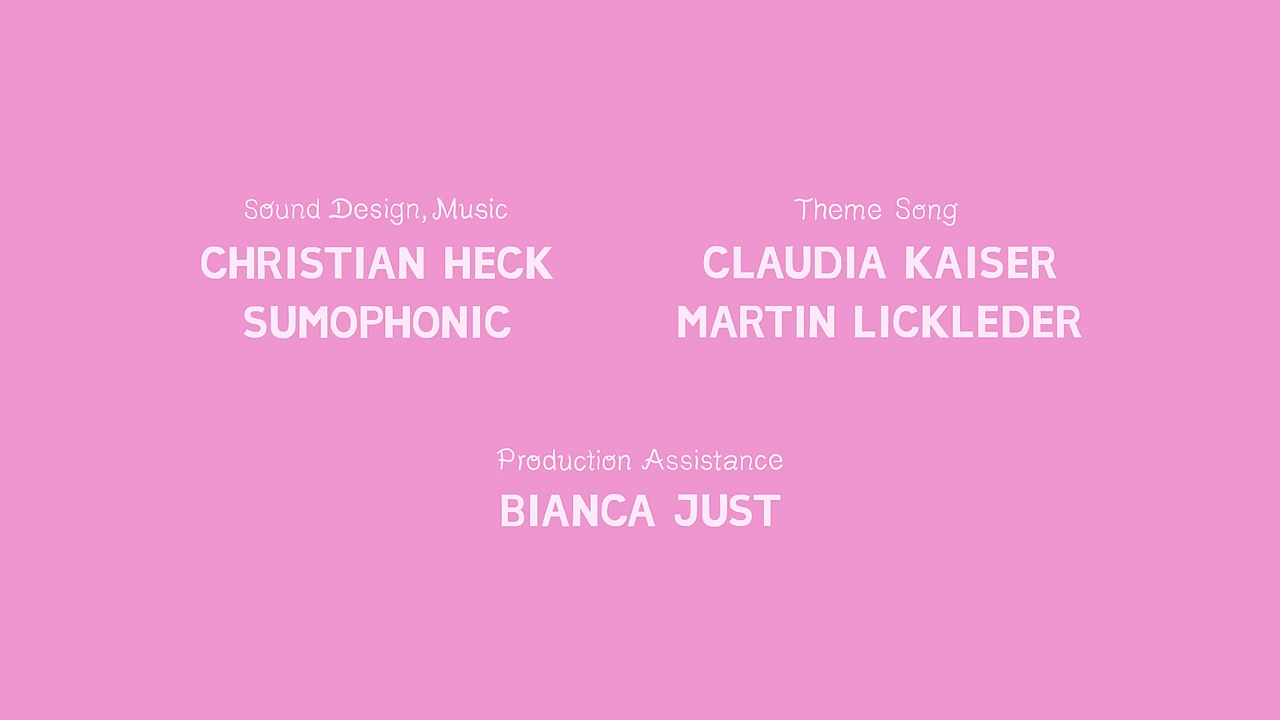 Sound Design, Music
CHRISTIAN HECK
SUMOPHONIC
Theme Song
CLAUDIA KAISER
MARTIN LICKLEDER
Production Assistance
BIANCA JUST